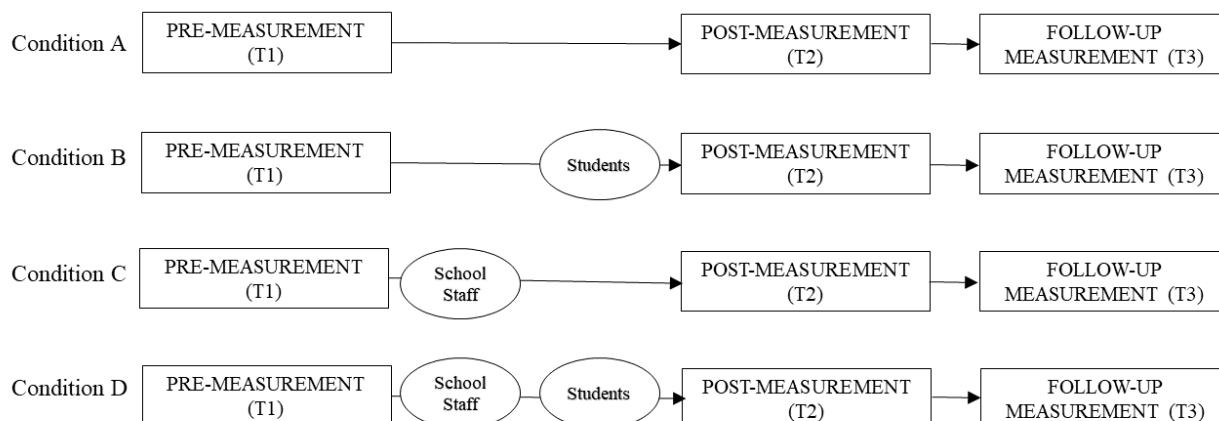 Condition A
PRE-MEASUREMENT
(T1)
POST-MEASUREMENT
(T2)
FOLLOW-UP
MEASUREMENT (T3)
Condition B
PRE-MEASUREMENT
(T1)
Students
POST-MEASUREMENT
(T2)
FOLLOW-UP
MEASUREMENT (T3)
Condition C
PRE-MEASUREMENT
(T1)
School
Staff
POST-MEASUREMENT
(T2)
FOLLOW-UP
MEASUREMENT (T3)
Condition D
PRE-MEASUREMENT
(T1)
School
Staff
Students
POST-MEASUREMENT
(T2)
FOLLOW-UP
MEASUREMENT (T3)